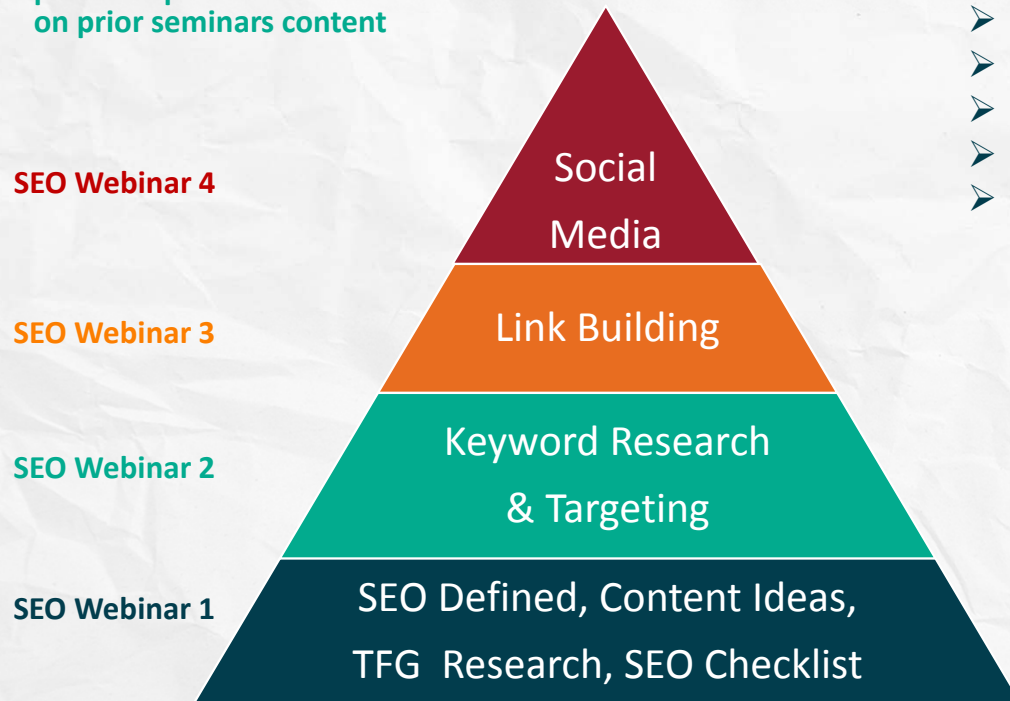 on prior seminars content
SEO Webinar 4
Social
Media
SEO Webinar 3
Link Building
SEO Webinar 2
Keyword Research
& Targeting
SEO Webinar 1
SEO Defined, Content Ideas,
TFG Research, SEO Checklist